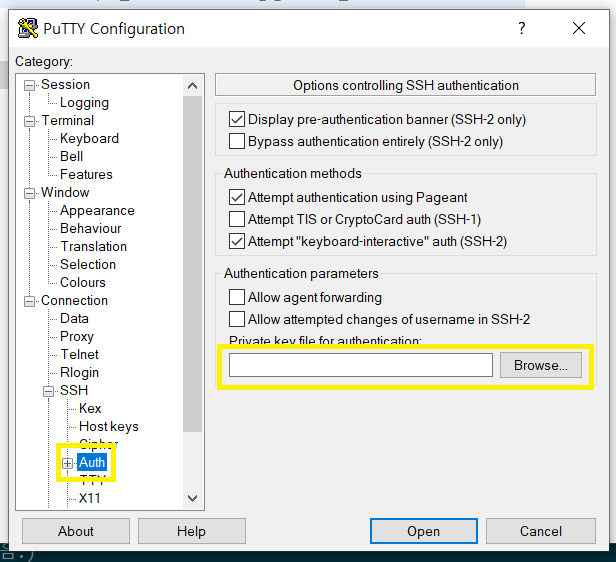 PuTTY Configuration
?
Category:
Session
Logging
Terminal
Keyboard
Bell
Features
Window
Appearance
Behaviour
Translation
Selection
Colours
Connection
Data
Proxy
Telnet
Rlogin
SSH
Kex
Host keys
Cipher
Auth
TTY
X11
Options controlling SSH authentication
Display pre-authentication banner (SSH-2 only)
Bypass authentication entirely (SSH-2 only)
Authentication methods
Attempt authentication using Pageant
Attempt TIS or CryptoCard auth (SSH-1)
Attempt "keyboard-interactive" auth (SSH-2)
Authentication parameters
Allow agent forwarding
Allow attempted changes of username in SSH-2
Private key file for authentication:
Browse...
About
Help
Open
Cancel